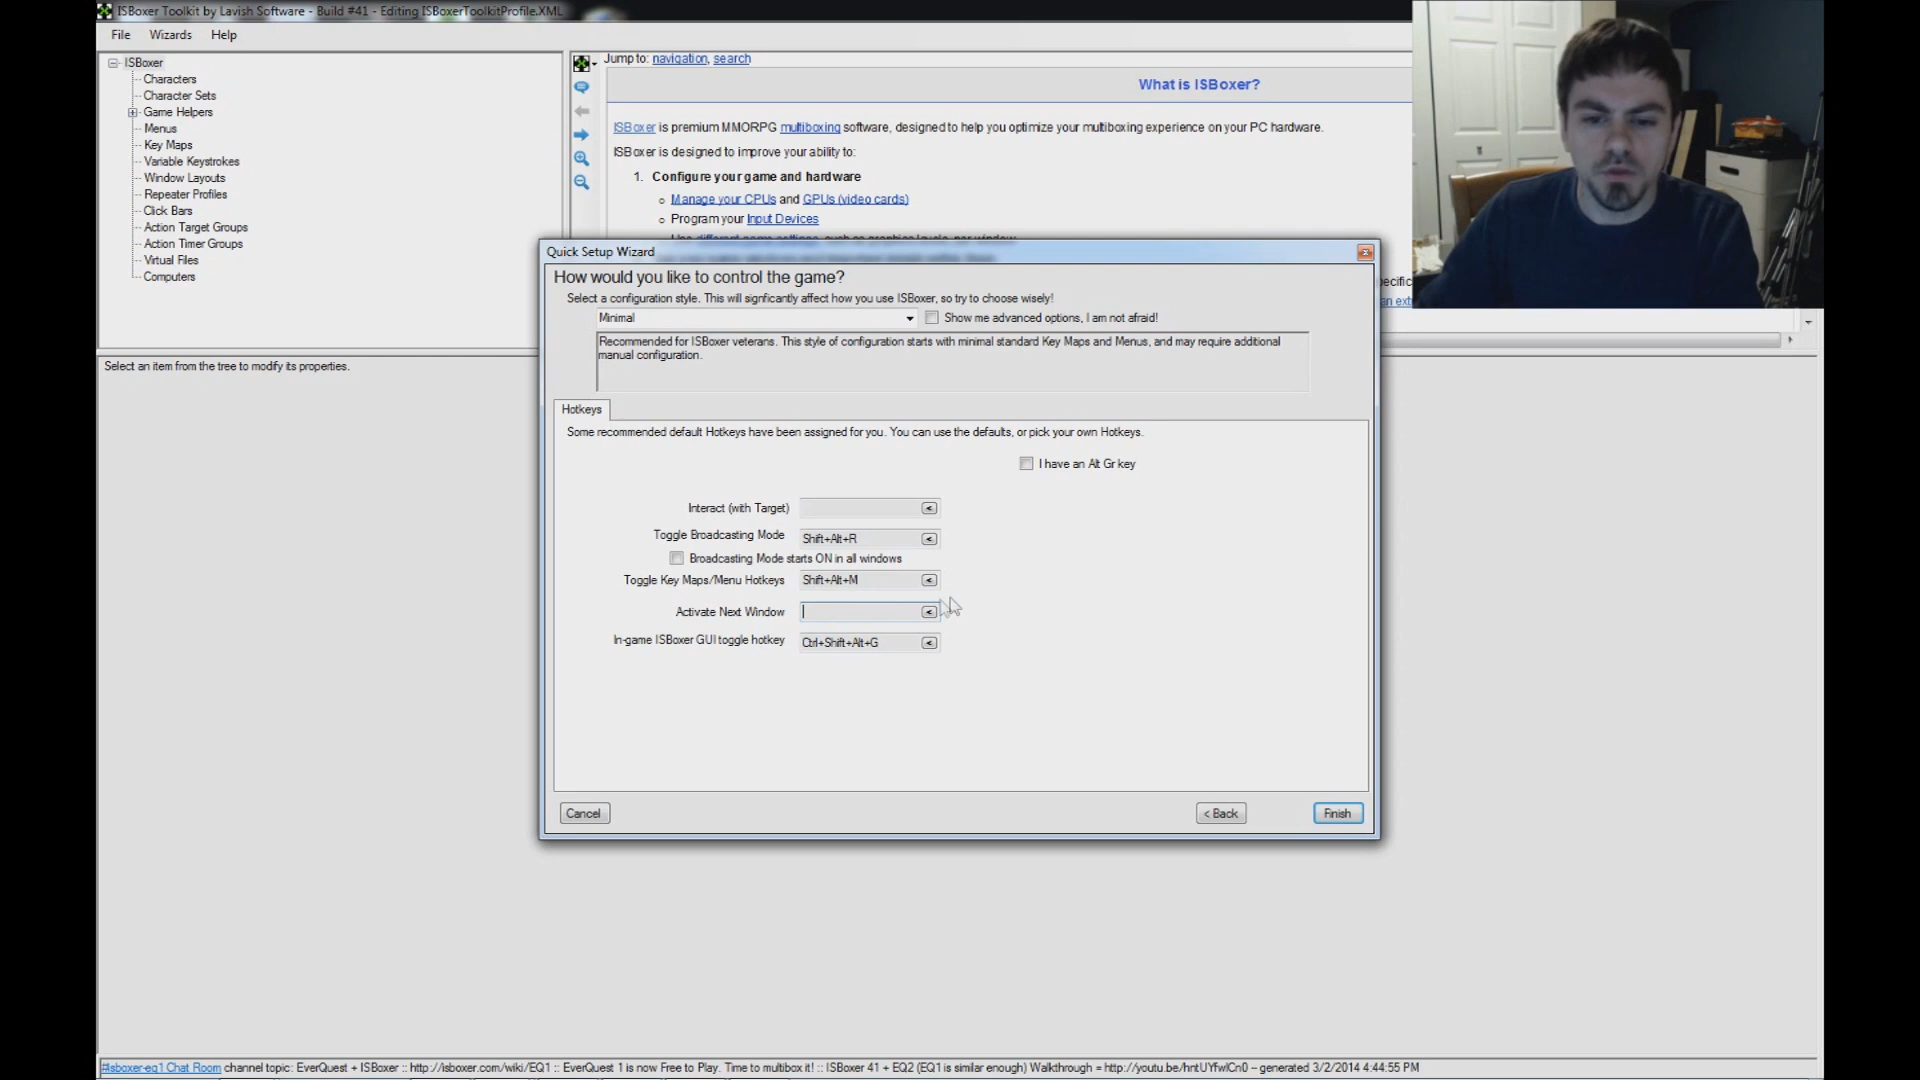 ISBoxer Toolkit by Lavish Software - Build #41 - Editing ISBoxerToolkitProfile.XML
File Wizards Help
ISBoxer
Characters
Character Sets
Game Helpers
Menus
Key Maps
Variable Keystrokes
Window Layouts
Repeater Profiles
Click Bars
Action Target Groups
Action Timer Groups
Virtual Files
Computers
Select an item from the tree to modify its properties.
Jump to: navigation, search
What is ISBoxer?
ISBoxer is premium MMORPG multiboxing software, designed to help you optimize your multiboxing experience on your PC hardware.
ISBoxer is designed to improve your ability to:
1. Configure your game and hardware
Manage your CPUs and GPUs (video cards)
Program your Input Devices
Quick Setup Wizard
How would you like to control the game?
Select a configuration style. This will signficantly affect how you use ISBoxer, so try to choose wisely!
Minimal
Show me advanced options, I am not afraid!
Recommended for ISBoxer veterans. This style of configuration starts with minimal standard Key Maps and Menus, and may require additional
manual configuration.
Hotkeys
Some recommended default Hotkeys have been assigned for you. You can use the defaults, or pick your own Hotkeys.
I have an Alt Gr key
Interact (with Target) <
Toggle Broadcasting Mode Shift+Alt+R <
Broadcasting Mode starts ON in all windows
Toggle Key Maps/Menu Hotkeys Shift+Alt+M <
Activate Next Window <
In-game ISBoxer GUI toggle hotkey Ctrl+Shift+Alt+G <
Cancel < Back Finish
#isboxer-eq1 Chat Room channel topic: EverQuest + ISBoxer :: http://isboxer.com/wiki/EQ1 :: EverQuest 1 is now Free to Play. Time to multibox it! :: ISBoxer 41 + EQ2 (EQ1 is similar enough) Walkthrough = http://youtu.be/hntUYfwlCn0 -- generated 3/2/2014 4:44:55 PM